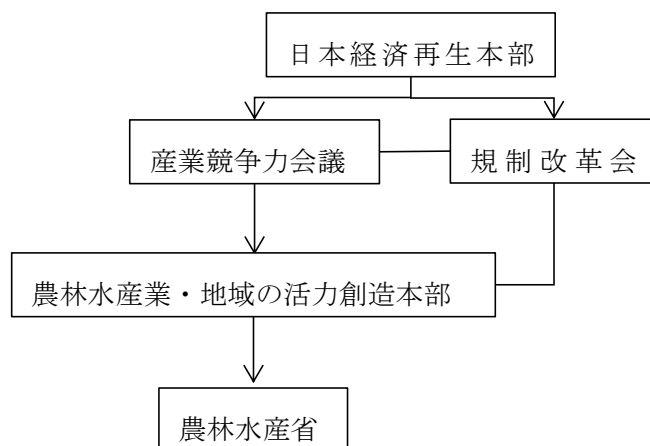 日本経済再生本部
産業競争力会議
規制改革会
農林水産業・地域の活力創造本部
農林水産省